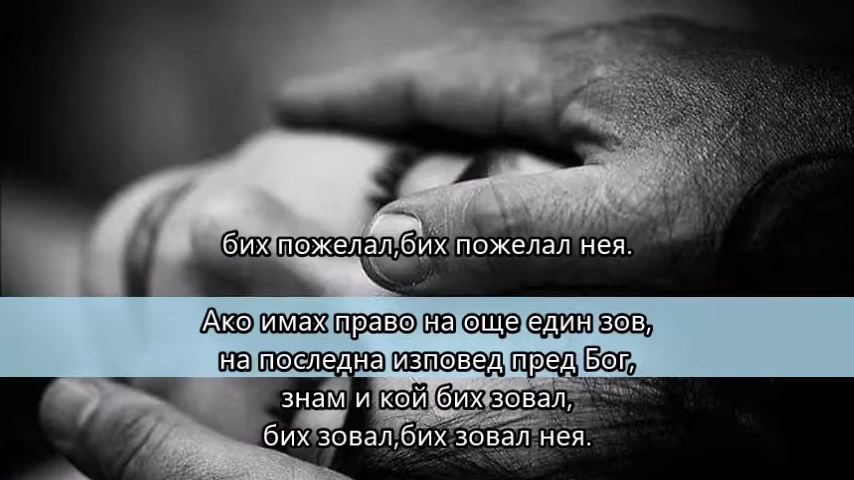 бих пожелал,бих пожелал нея.
Ако имах право на още един зов,
на последна изповед пред Бог,
знам и кой бих зовал,
бих зовал,бих зовал нея.